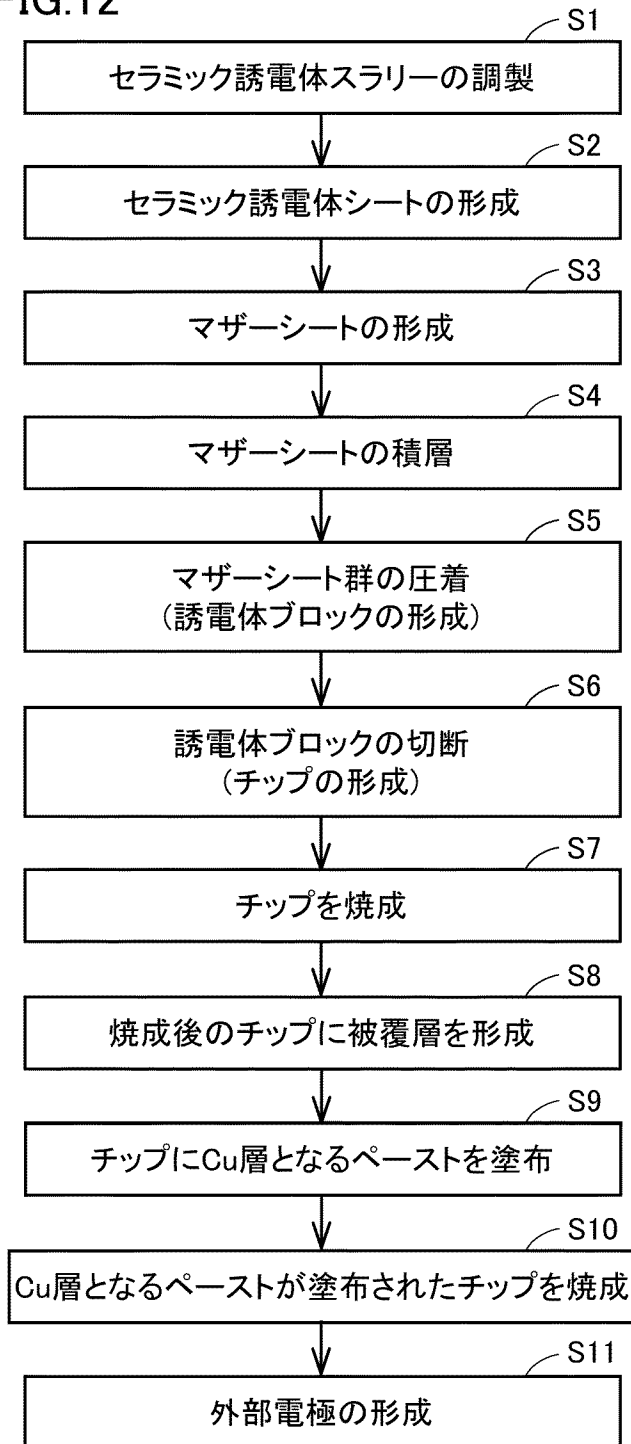 FIG.12
S1
セラミック誘電体スラリーの調製
S2
セラミック誘電体シートの形成
S3
マザーシートの形成
S4
マザーシートの積層
S5
マザーシート群の圧着
(誘電体ブロックの形成)
S6
誘電体ブロックの切断
(チップの形成)
S7
チップを焼成
S8
焼成後のチップに被覆層を形成
S9
チップにCu層となるペーストを塗布
S10
Cu層となるペーストが塗布されたチップを焼成
S11
外部電極の形成